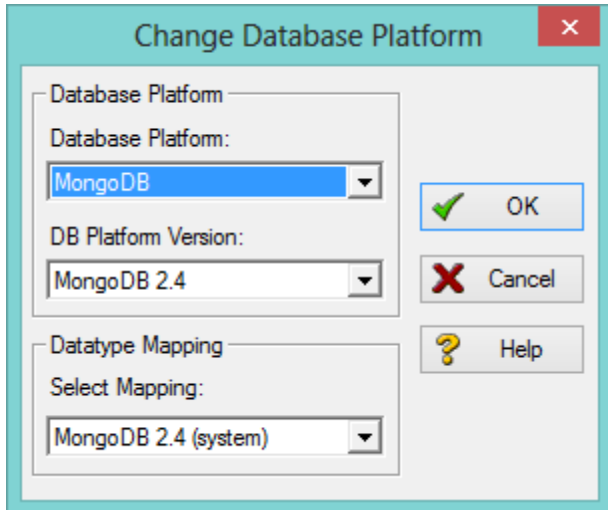 Change Database Platform
Database Platform
Database Platform:
MongoDB
DB Platform Version:
MongoDB 2.4
Datatype Mapping
Select Mapping:
MongoDB 2.4 (system)
OK
Cancel
Help